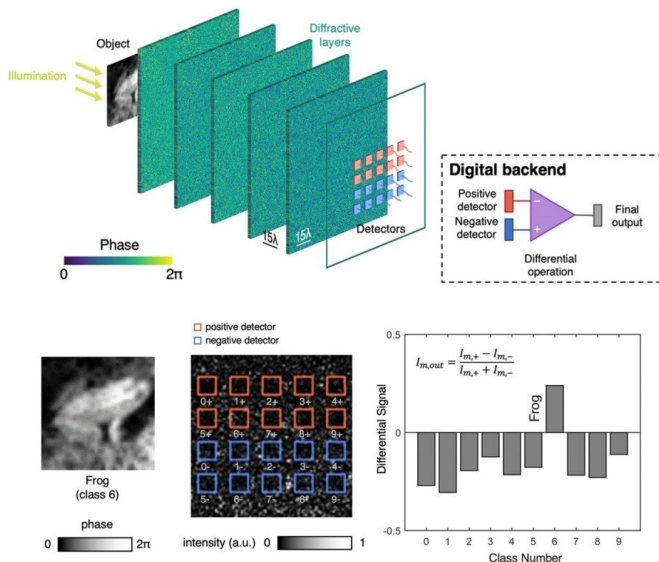 Object
Diffractive
layers
Illumination
Phase
0
2π
15λ
15λ
Detectors
Digital backend
Positive
detector
Negative
detector
−
+
Final
output
Differential
operation
Frog
(class 6)
phase
0
2π
positive detector
negative detector
0+ 1+ 2+ 3+ 4+
5+ 6+ 7+ 8+ 9+
0- 1- 2- 3- 4-
5- 6- 7- 8- 9-
intensity (a.u.) 0 1
0.5
0
-0.5
Differential Signal
I_{m,out} = \frac{I_{m,+} - I_{m,-}}{I_{m,+} + I_{m,-}}
Frog
0 1 2 3 4 5 6 7 8 9
Class Number